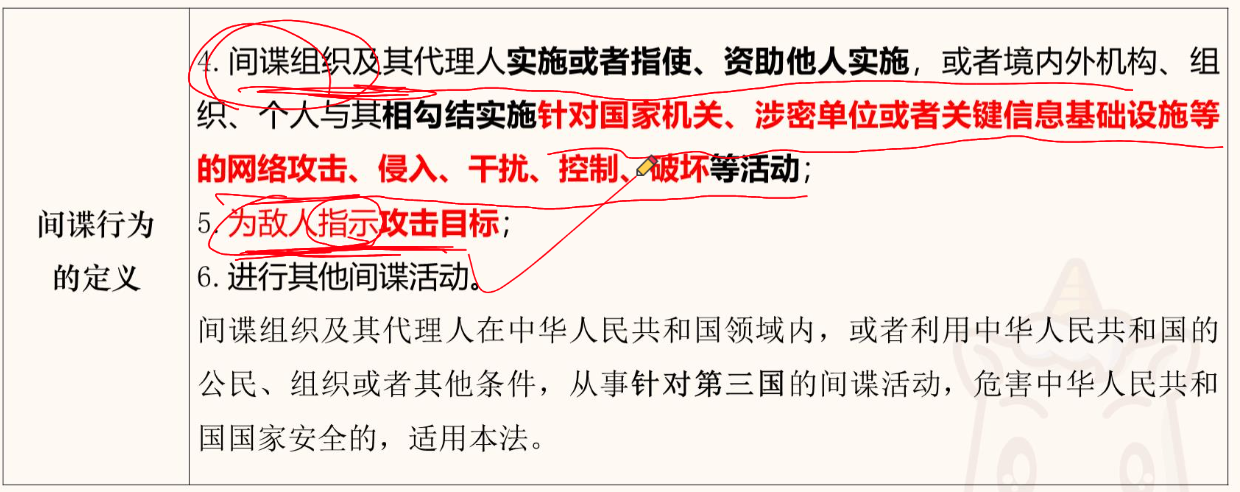 间谍行为
的定义
4. 间谍组织及其代理人实施或者指使、资助他人实施，或者境内外机构、组
织、个人与其相勾结实施针对国家机关、涉密单位或者关键信息基础设施等
的网络攻击、侵入、干扰、控制、破坏等活动；
5. 为敌人指示攻击目标；
6. 进行其他间谍活动。
间谍组织及其代理人在中华人民共和国领域内，或者利用中华人民共和国的
公民、组织或者其他条件，从事针对第三国的间谍活动，危害中华人民共和
国国家安全的，适用本法。